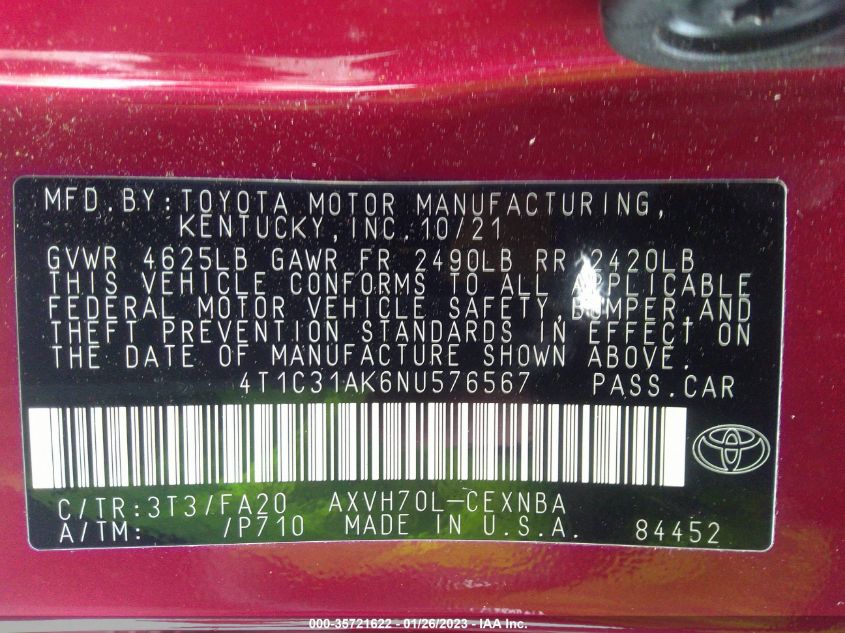 MFD.BY:TOYOTA MOTOR MANUFACTURING,
KENTUCKY,INC. 10/21
GVWR 4625LB GAWR FR 2490LB RR 2420LB
THIS VEHICLE CONFORMS TO ALL APPLICABLE
FEDERAL MOTOR VEHICLE SAFETY,BUMPER,AND
THEFT PREVENTION STANDARDS IN EFFECT ON
THE DATE OF MANUFACTURE SHOWN ABOVE.
4T1C31AK6NU576567 PASS.CAR
C/TR:3T3/FA20 AXVH70L-CEXNBA
A/TM: /P710 MADE IN U.S.A. 84452
000-35721622 - 01/26/2023 - IAA Inc.